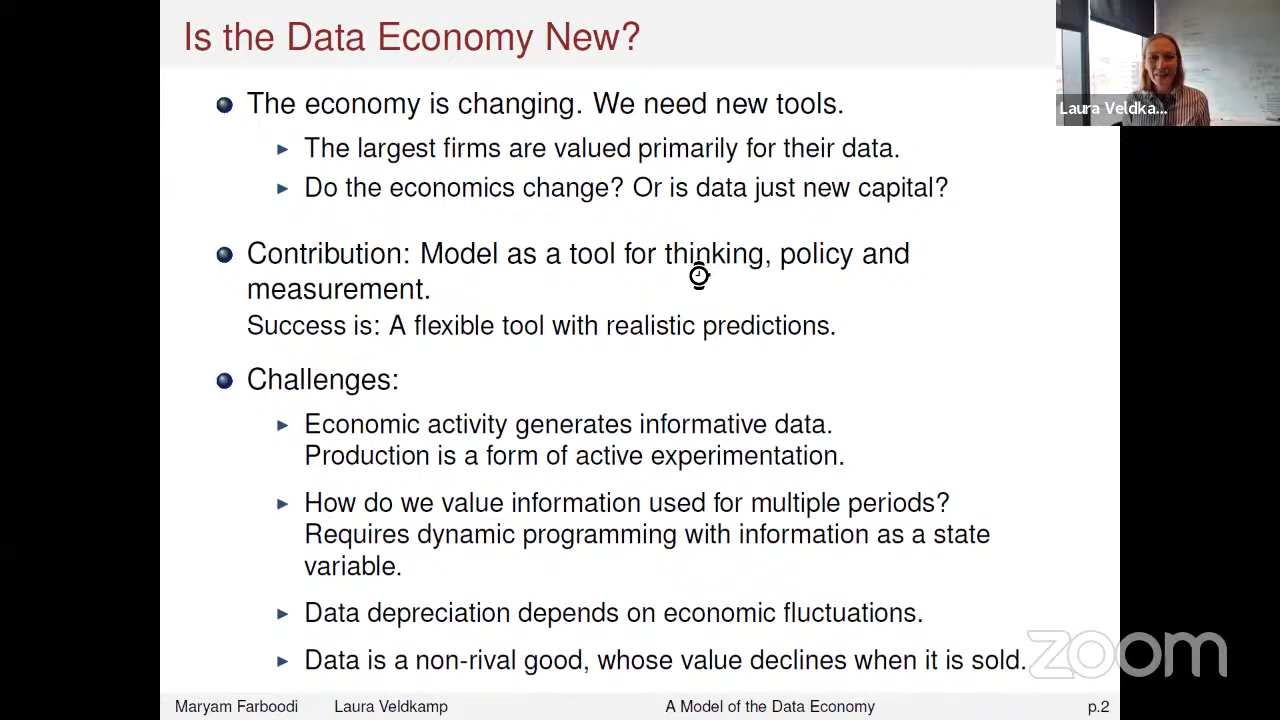 Is the Data Economy New?
The economy is changing. We need new tools.
The largest firms are valued primarily for their data.
Do the economics change? Or is data just new capital?
Contribution: Model as a tool for thinking, policy and
measurement.
Success is: A flexible tool with realistic predictions.
Challenges:
Economic activity generates informative data.
Production is a form of active experimentation.
How do we value information used for multiple periods?
Requires dynamic programming with information as a state
variable.
Data depreciation depends on economic fluctuations.
Data is a non-rival good, whose value declines when it is sold.
Maryam Farboodi Laura Veldkamp A Model of the Data Economy p.2
Laura Veldka...
zoom